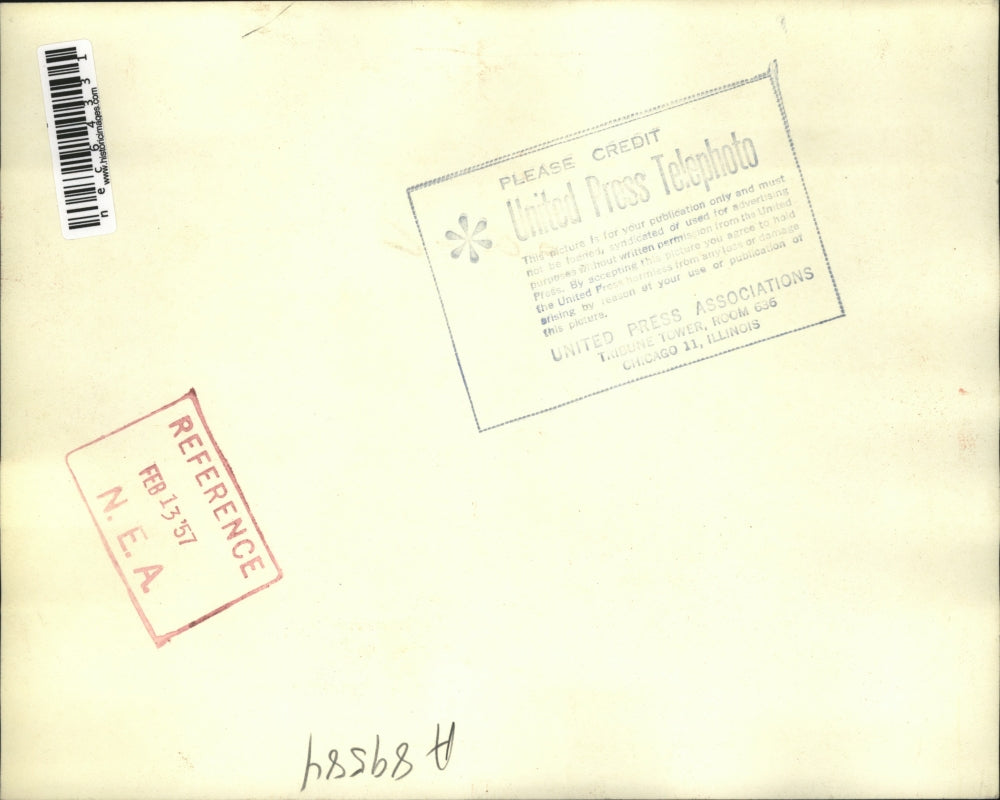 nec64331
www.historicimages.com
PLEASE CREDIT
United Press Telephoto
This picture is for your publication only and must
not be loaned, syndicated or used for advertising
purposes without written permission from the United
Press. By accepting this picture you agree to hold
the United Press harmless from any loss or damage
arising by reason of your use or publication of
this picture.
UNITED PRESS ASSOCIATIONS
TRIBUNE TOWER, ROOM 636
CHICAGO 11, ILLINOIS
REFERENCE
FEB 13 '57
N. E. A.
A